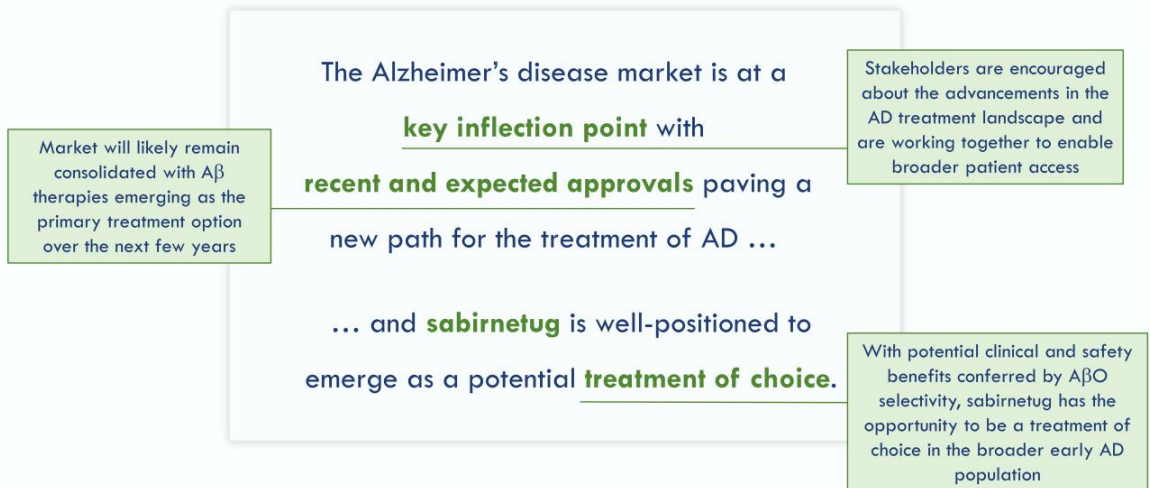 The Alzheimer’s disease market is at a
key inflection point with
recent and expected approvals paving a
new path for the treatment of AD ...
... and sabirnetug is well-positioned to
emerge as a potential treatment of choice.
Stakeholders are encouraged
about the advancements in the
AD treatment landscape and
are working together to enable
broader patient access
Market will likely remain
consolidated with Aβ
therapies emerging as the
primary treatment option
over the next few years
With potential clinical and safety
benefits conferred by AβO
selectivity, sabirnetug has the
opportunity to be a treatment of
choice in the broader early AD
population